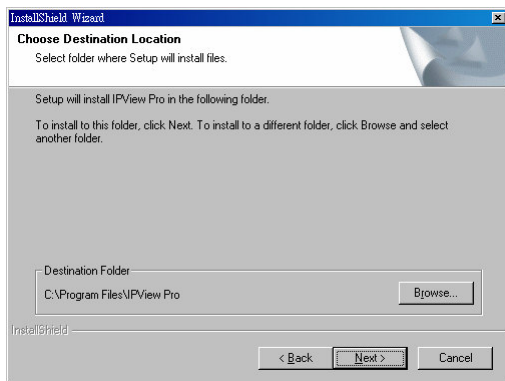 InstallShield Wizard
Choose Destination Location
Select folder where Setup will install files.
Setup will install IPView Pro in the following folder.
To install to this folder, click Next. To install to a different folder, click Browse and select
another folder.
Destination Folder
C:\Program Files\IPView Pro
Browse...
InstallShield
< Back
Next >
Cancel